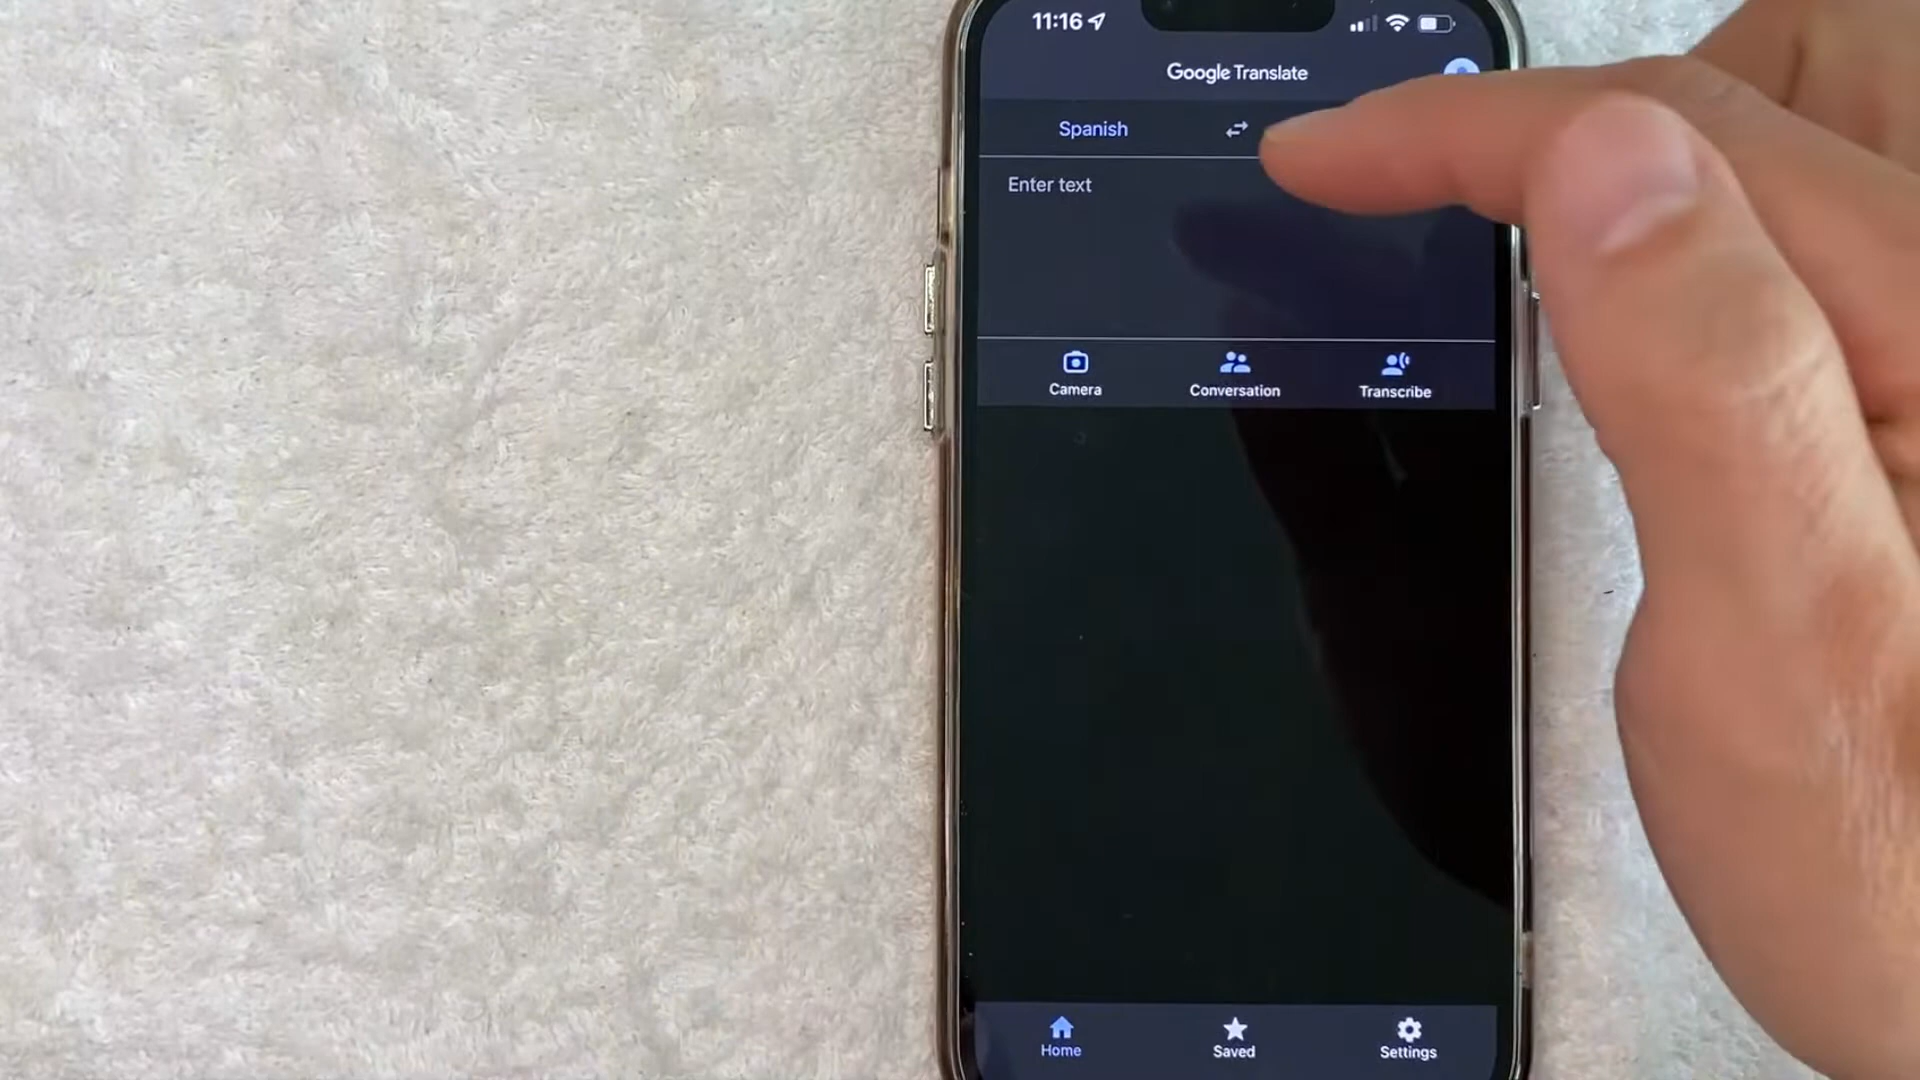 11:16
Google Translate
Spanish
Enter text
Camera
Conversation
Transcribe
Home
Saved
Settings